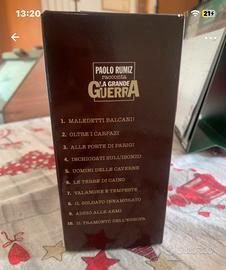 13:20
PAOLO RUMIZ
racconta
LA GRANDE
GUERRA
1. MALEDETTI BALCANI!
2. OLTRE I CARPAZI
3. ALLE PORTE DI PARIGI
4. INCHIODATI SULL'ISONZO
5. UOMINI DELLE CAVERNE
6. LE TERRE DI CAINO
7. VALANGHE E TEMPESTE
8. IL SOLDATO INNAMORATO
9. ADDIO ALLE ARMI
10. IL TRAMONTO DELL'EUROPA